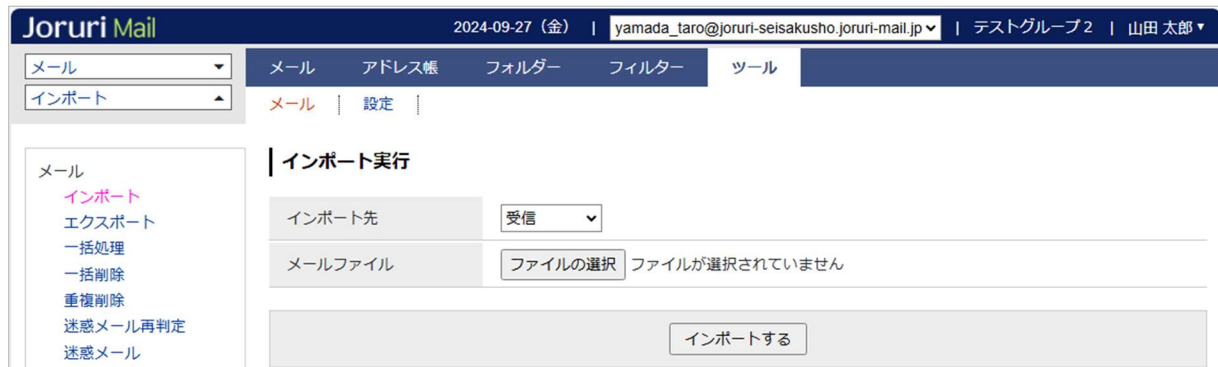 Joruri Mail
2024-09-27（金） | yamada_taro@joruri-seisakusho.joruri-mail.jp | テストグループ２ | 山田 太郎▼
メール
インポート
メール アドレス帳 フォルダー フィルター ツール
メール 設定
メール
インポート
エクスポート
一括処理
一括削除
重複削除
迷惑メール再判定
迷惑メール
インポート実行
インポート先 受信
メールファイル ファイルの選択 ファイルが選択されていません
インポートする